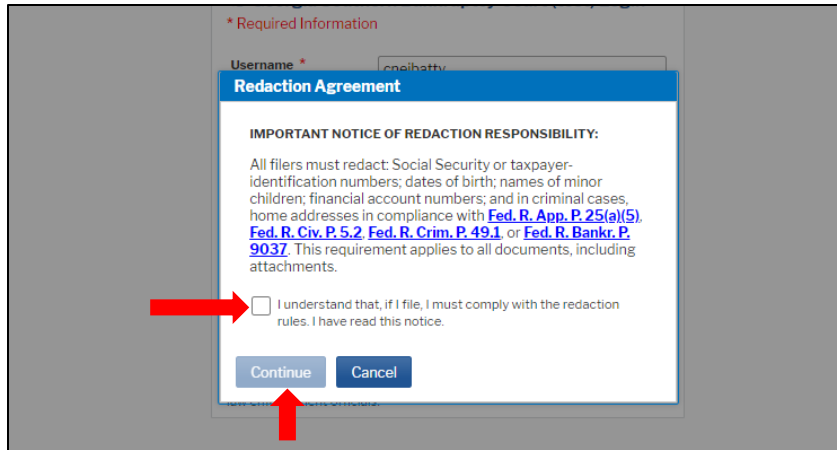 * Required Information
Username *
Redaction Agreement
IMPORTANT NOTICE OF REDACTION RESPONSIBILITY:
All filers must redact: Social Security or taxpayer-
identification numbers; dates of birth; names of minor
children; financial account numbers; and in criminal cases,
home addresses in compliance with Fed. R. App. P. 25(a)(5),
Fed. R. Civ. P. 5.2, Fed. R. Crim. P. 49.1, or Fed. R. Bankr. P.
9037. This requirement applies to all documents, including
attachments.
I understand that, if I file, I must comply with the redaction
rules. I have read this notice.
Continue Cancel